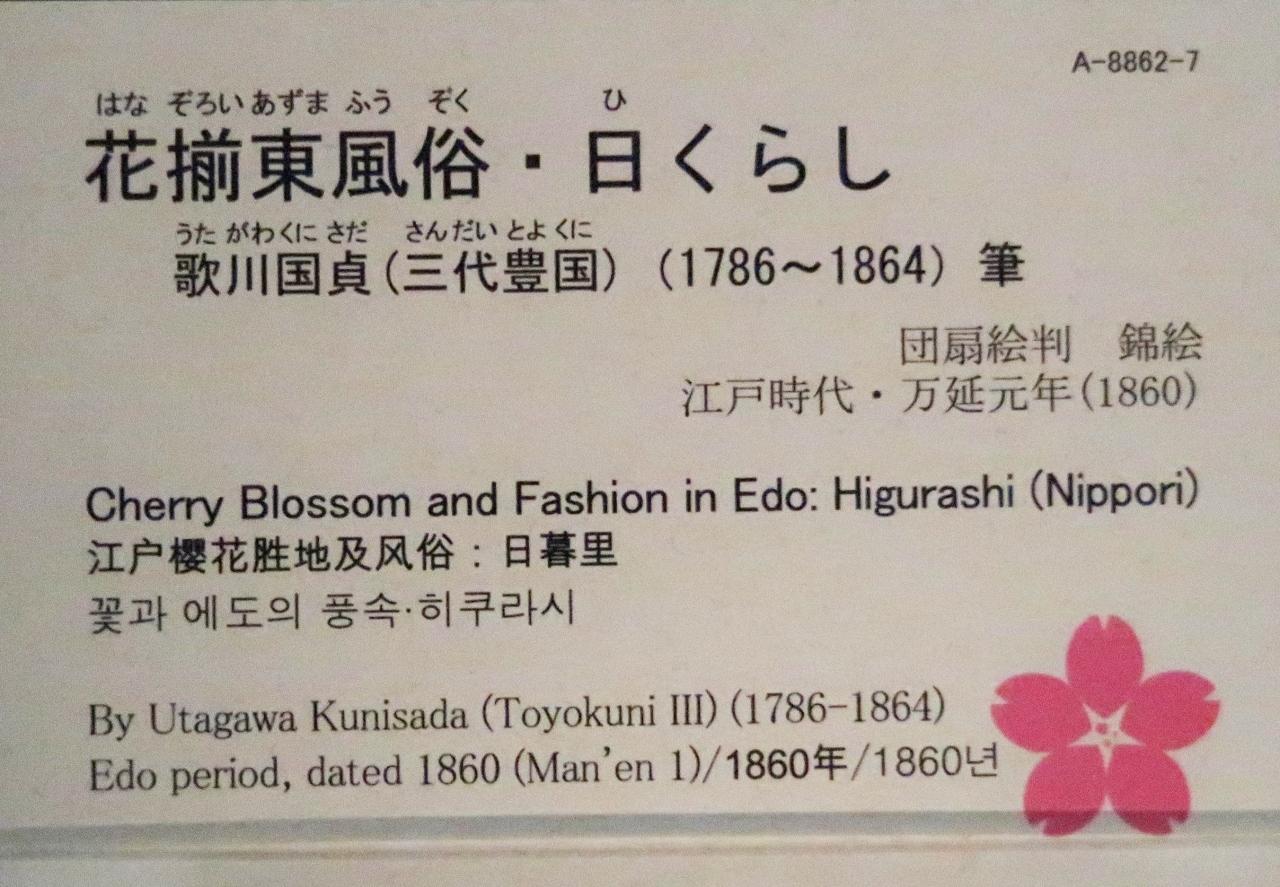 A-8862-7
はな ぞろい あずま ふう ぞく ひ
花揃東風俗・日くらし
うた がわ くに さだ さんだい とよ くに
歌川国貞(三代豊国) (1786～1864) 筆
団扇絵判 錦絵
江戸時代・万延元年(1860)
Cherry Blossom and Fashion in Edo: Higurashi (Nippori)
江户樱花胜地及风俗：日暮里
꽃과 에도의 풍속·히쿠라시
By Utagawa Kunisada (Toyokuni III) (1786-1864)
Edo period, dated 1860 (Man'en 1)/1860年/1860년